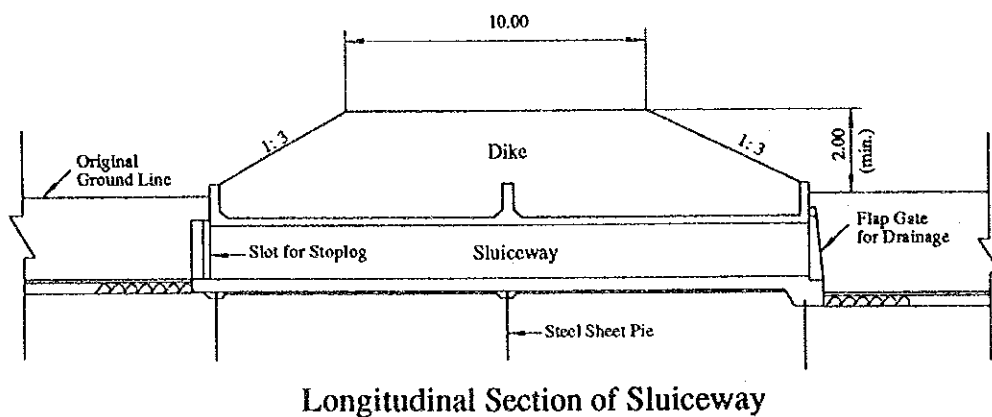 10.00
1: 3
Dike
1: 3
2.00
(min.)
Original
Ground Line
Flap Gate
for Drainage
Slot for Stoplog
Sluiceway
Steel Sheet Pie
Longitudinal Section of Sluiceway